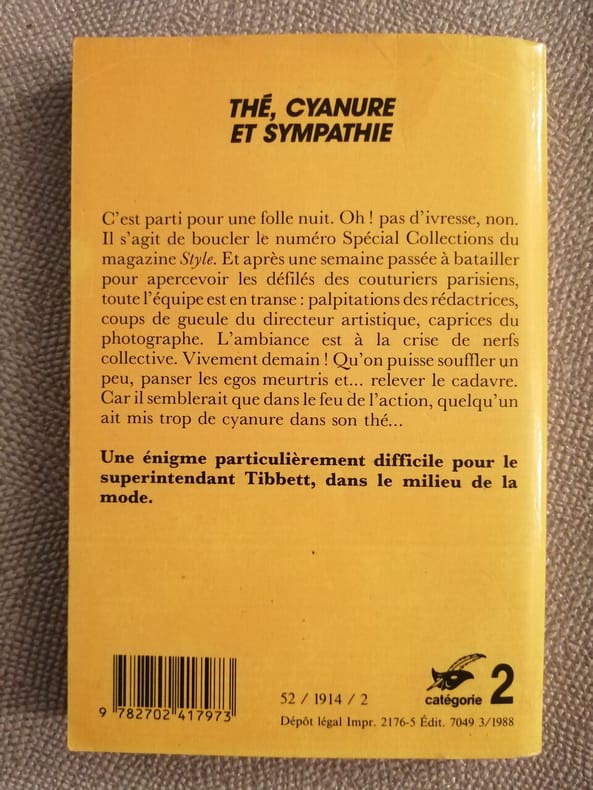 THÉ, CYANURE
ET SYMPATHIE
C'est parti pour une folle nuit. Oh ! pas d'ivresse, non.
Il s'agit de boucler le numéro Spécial Collections du
magazine Style. Et après une semaine passée à batailler
pour apercevoir les défilés des couturiers parisiens,
toute l'équipe est en transe : palpitations des rédactrices,
coups de gueule du directeur artistique, caprices du
photographe. L'ambiance est à la crise de nerfs
collective. Vivement demain ! Qu'on puisse souffler un
peu, panser les egos meurtris et... relever le cadavre.
Car il semblerait que dans le feu de l'action, quelqu'un
ait mis trop de cyanure dans son thé...
Une énigme particulièrement difficile pour le
superintendant Tibbett, dans le milieu de la
mode.
9 782702 417973
52 / 1914 / 2
Dépôt légal Impr. 2176-5 Édit. 7049 3/1988
catégorie 2